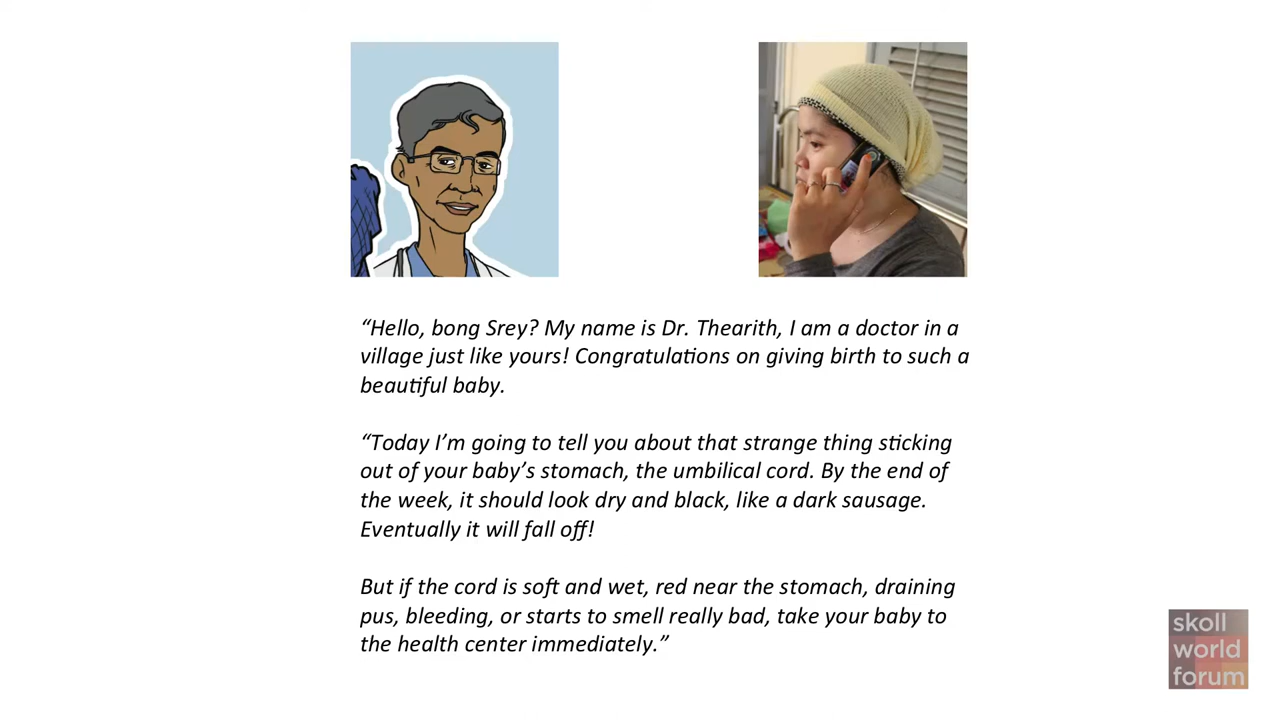 “Hello, bong Srey? My name is Dr. Thearith, I am a doctor in a
village just like yours! Congratulations on giving birth to such a
beautiful baby.
“Today I’m going to tell you about that strange thing sticking
out of your baby’s stomach, the umbilical cord. By the end of
the week, it should look dry and black, like a dark sausage.
Eventually it will fall off!
But if the cord is soft and wet, red near the stomach, draining
pus, bleeding, or starts to smell really bad, take your baby to
the health center immediately.”
skoll
world
forum